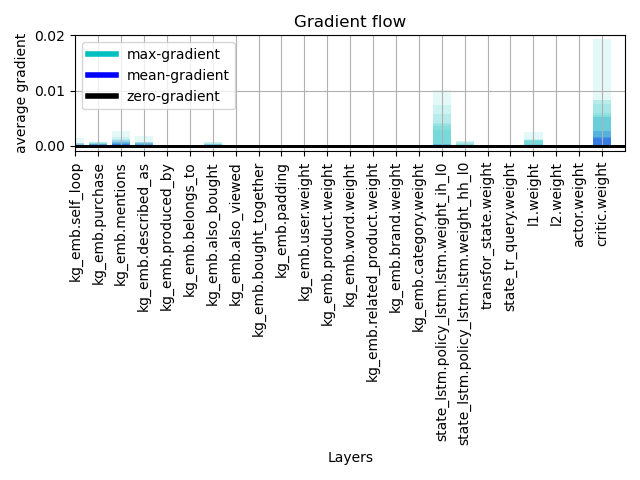 Gradient flow
average gradient
0.02
0.01
0.00
max-gradient
mean-gradient
zero-gradient
kg_emb.self_loop
kg_emb.purchase
kg_emb.mentions
kg_emb.described_as
kg_emb.produced_by
kg_emb.belongs_to
kg_emb.also_bought
kg_emb.also_viewed
kg_emb.bought_together
kg_emb.padding
kg_emb.user.weight
kg_emb.product.weight
kg_emb.word.weight
kg_emb.related_product.weight
kg_emb.brand.weight
kg_emb.category.weight
state_lstm.policy_lstm.lstm.weight_ih_l0
state_lstm.policy_lstm.lstm.weight_hh_l0
transfor_state.weight
state_tr_query.weight
l1.weight
l2.weight
actor.weight
critic.weight
Layers